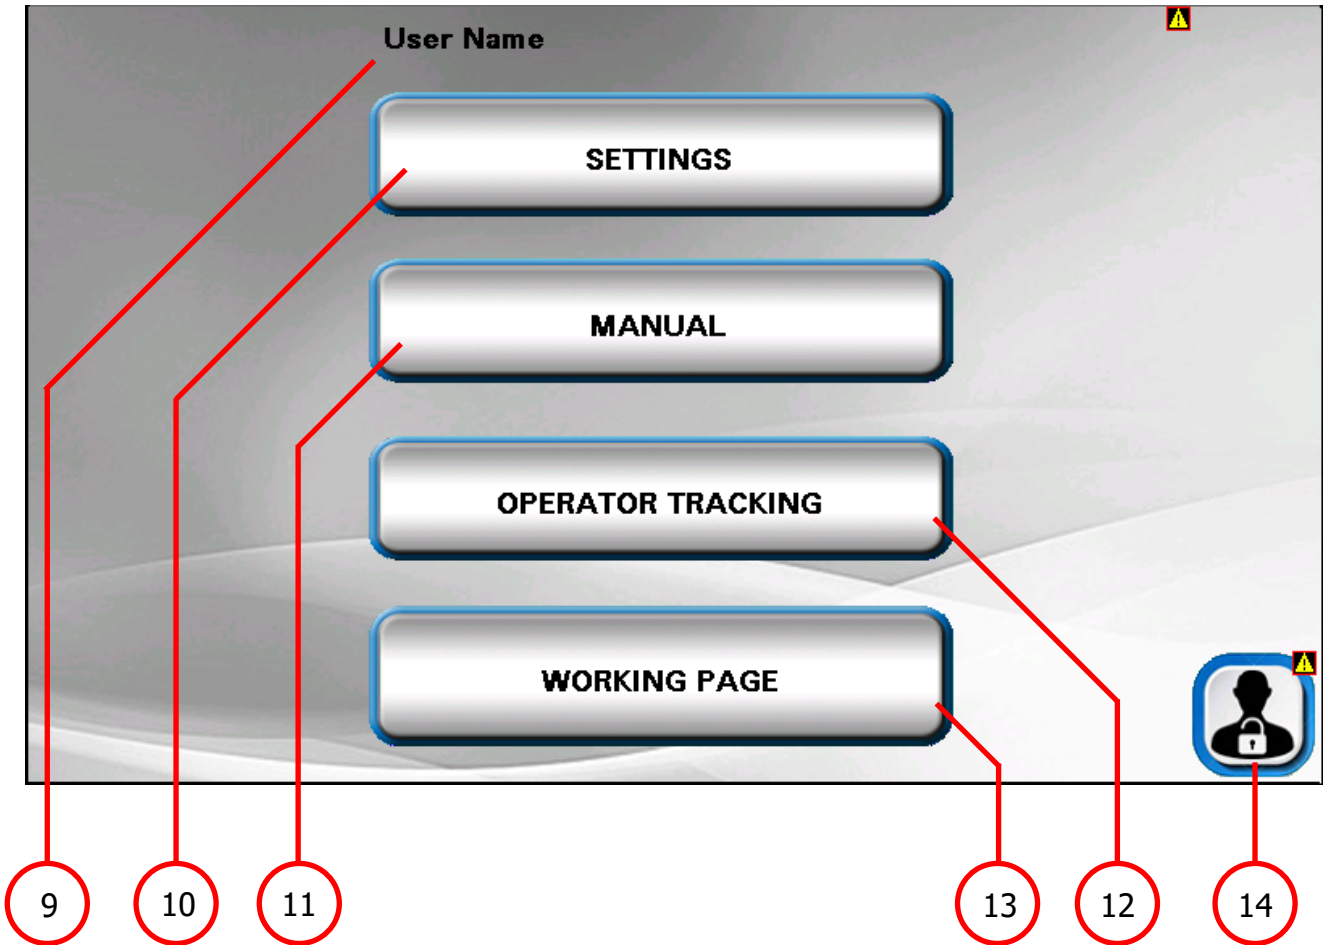 User Name
SETTINGS
MANUAL
OPERATOR TRACKING
WORKING PAGE
9
10
11
13
12
14